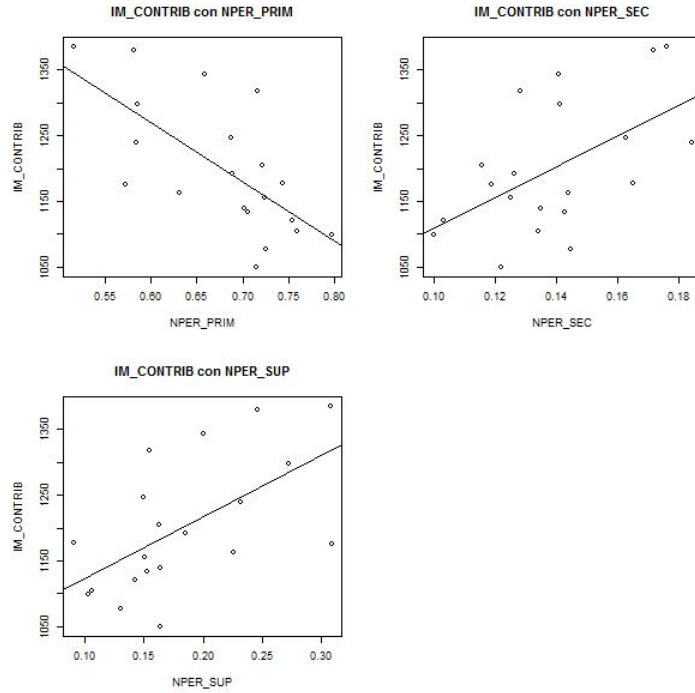 IM_CONTRIB con NPER_PRIM
IM_CONTRIB
1050 1150 1250 1350
0.55 0.60 0.65 0.70 0.75 0.80
NPER_PRIM
IM_CONTRIB con NPER_SEC
IM_CONTRIB
1050 1150 1250 1350
0.10 0.12 0.14 0.16 0.18
NPER_SEC
IM_CONTRIB con NPER_SUP
IM_CONTRIB
1050 1150 1250 1350
0.10 0.15 0.20 0.25 0.30
NPER_SUP